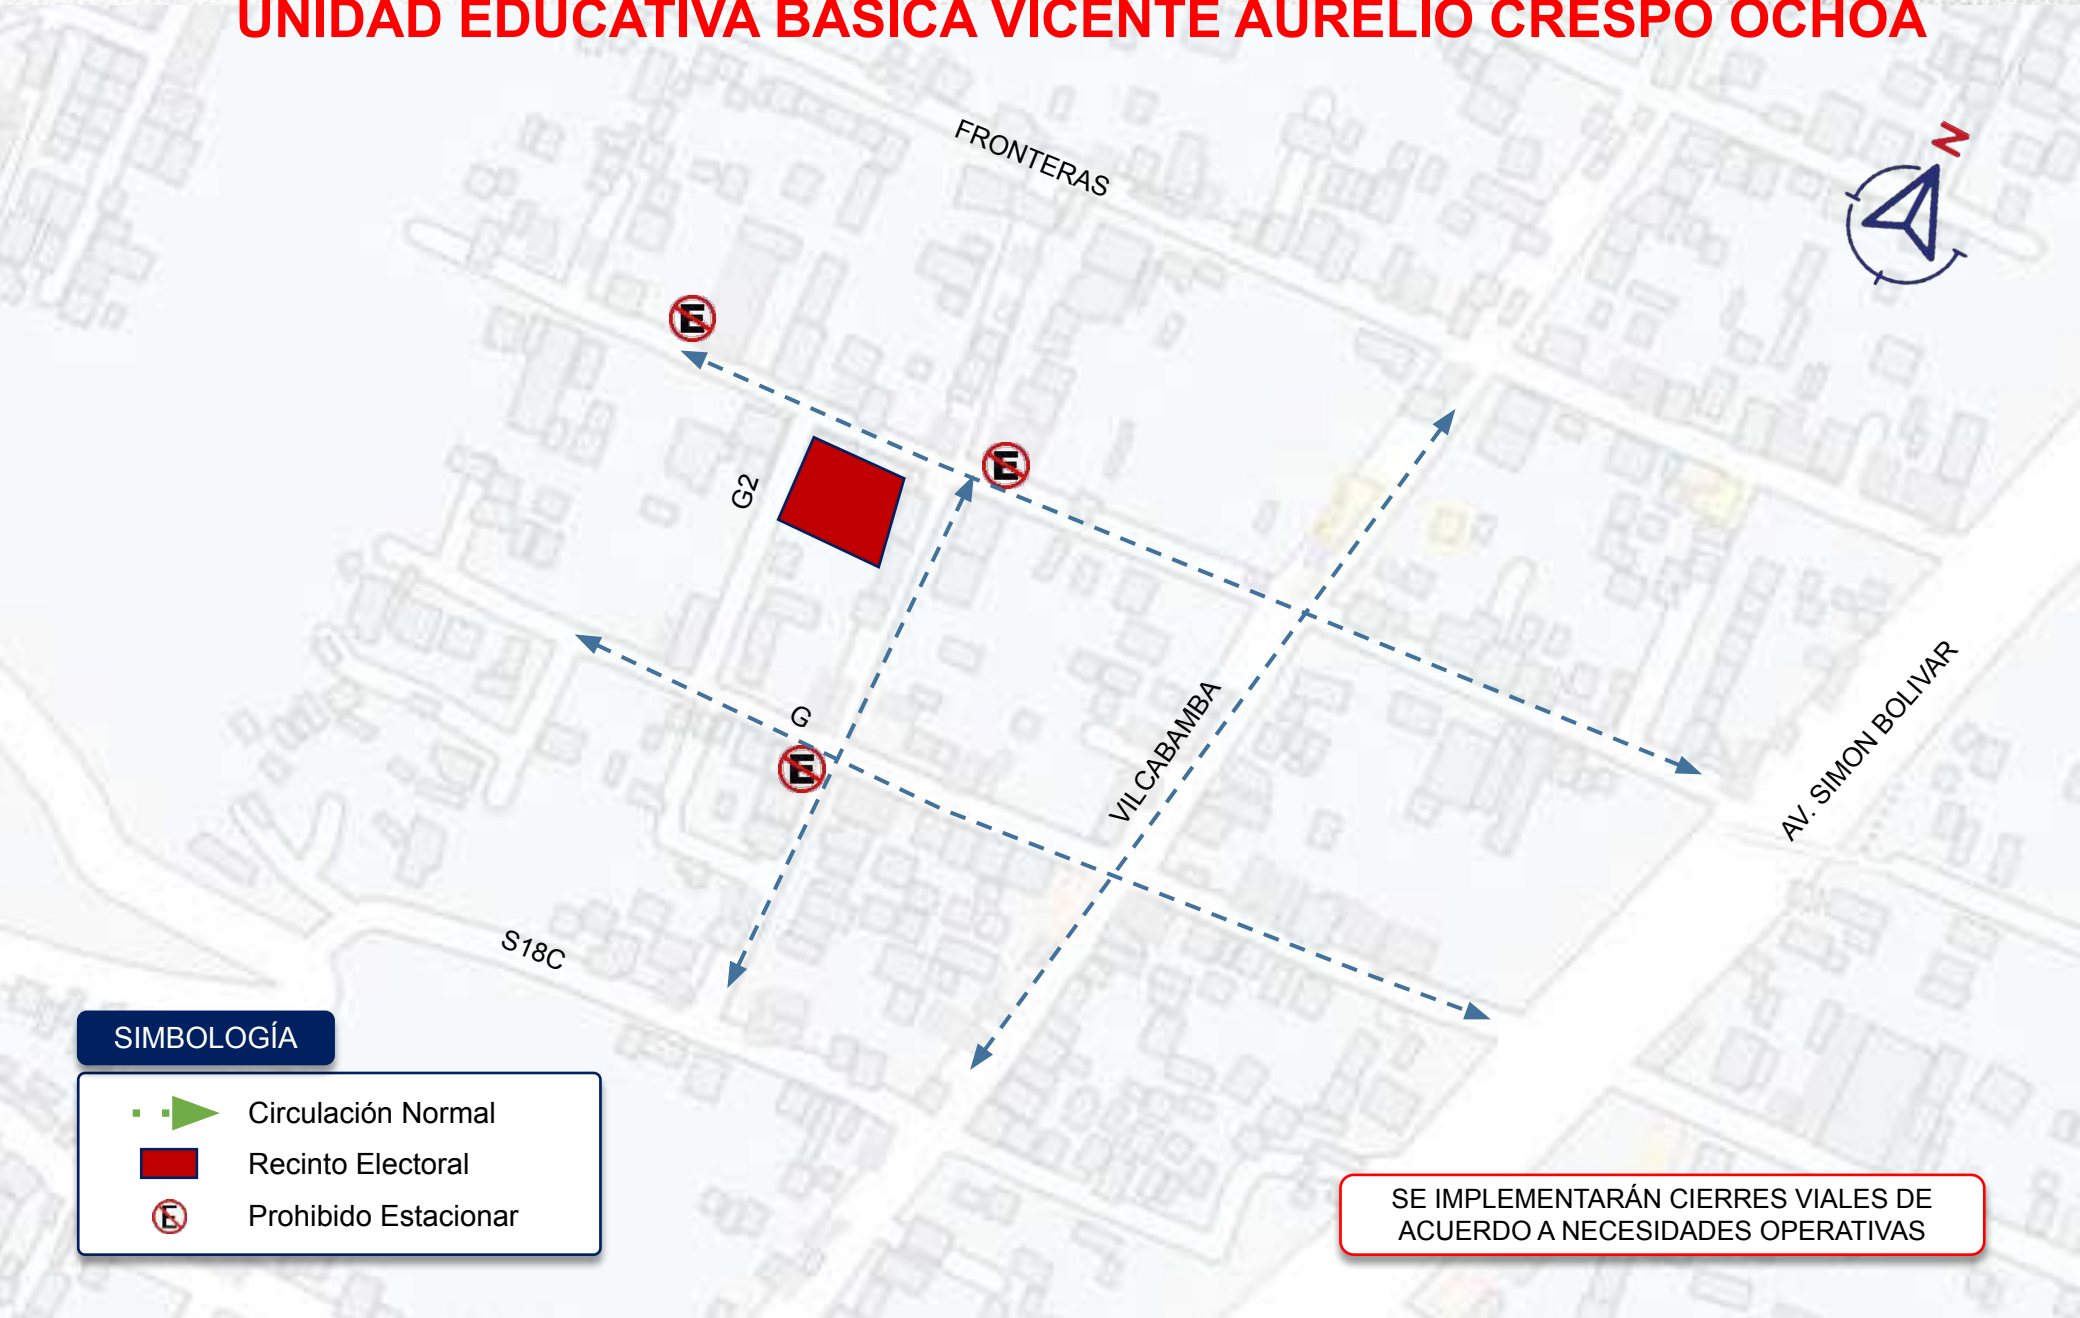 UNIDAD EDUCATIVA BÁSICA VICENTE AURELIO CRESPO OCHOA
FRONTERAS
N
E
E
G2
G
E
VILCABAMBA
AV. SIMON BOLIVAR
S18C
SIMBOLOGÍA
Circulación Normal
Recinto Electoral
E
Prohibido Estacionar
SE IMPLEMENTARÁN CIERRES VIALES DE
ACUERDO A NECESIDADES OPERATIVAS